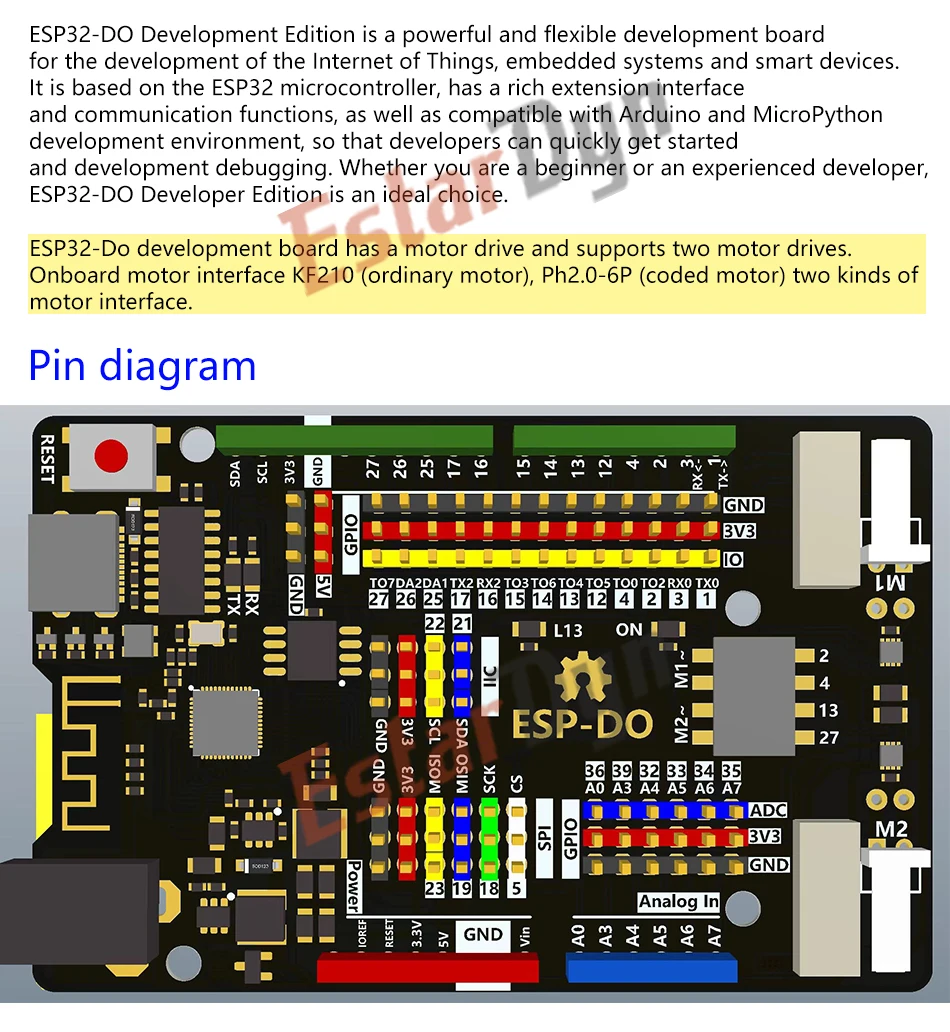 ESP32-DO Development Edition is a powerful and flexible development board
for the development of the Internet of Things, embedded systems and smart devices.
It is based on the ESP32 microcontroller, has a rich extension interface
and communication functions, as well as compatible with Arduino and MicroPython
development environment, so that developers can quickly get started
and development debugging. Whether you are a beginner or an experienced developer,
ESP32-DO Developer Edition is an ideal choice.
EstarDyn
ESP32-Do development board has a motor drive and supports two motor drives.
Onboard motor interface KF210 (ordinary motor), Ph2.0-6P (coded motor) two kinds of
motor interface.
Pin diagram
RESET
SDA SCL 3V3 GND 27 26 25 17 16 15 14 13 12 4 2 3 1
RX<- TX->
GPIO
GND
3V3
IO
GND 5V
TX RX
TO7 DA2 DA1 TX2 RX2 TO3 TO6 TO4 TO5 TO0 TO2 RX0 TX0
27 26 25 17 16 15 14 13 12 4 2 3 1
M1
22 21
IIC
L13
ON
M1~
M2~
2
4
13
27
ESP-DO
EstarDyn
GND 3V3 SCL SDA
GND 3V3 OSIM ISOM SCK CS
36 39 32 33 34 35
A0 A3 A4 A5 A6 A7
ADC
3V3
GND
SPI
GPIO
M2
23 19 18 5
Power
Analog In
IOREF RESET 3.3V 5V GND Vin
A0 A3 A4 A5 A6 A7